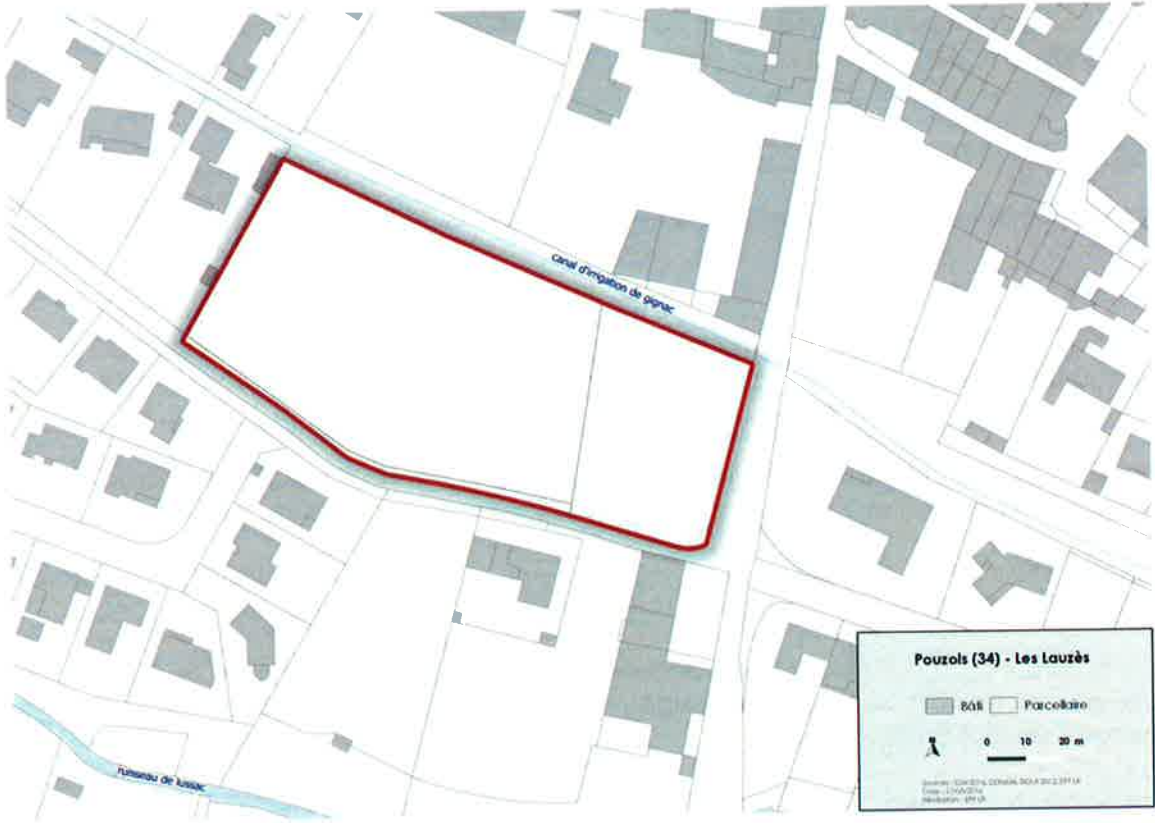 canal d'irrigation de gignac
Pouzols (34) - Les Lauzès
Bâti Parcellaire
N
0 10 20 m
ruisseau de lussac